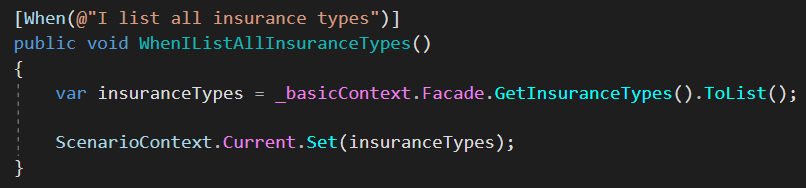 [When(@"I list all insurance types")]
public void WhenIListAllInsuranceTypes()
{
    var insuranceTypes = _basicContext.Facade.GetInsuranceTypes().ToList();
    ScenarioContext.Current.Set(insuranceTypes);
}